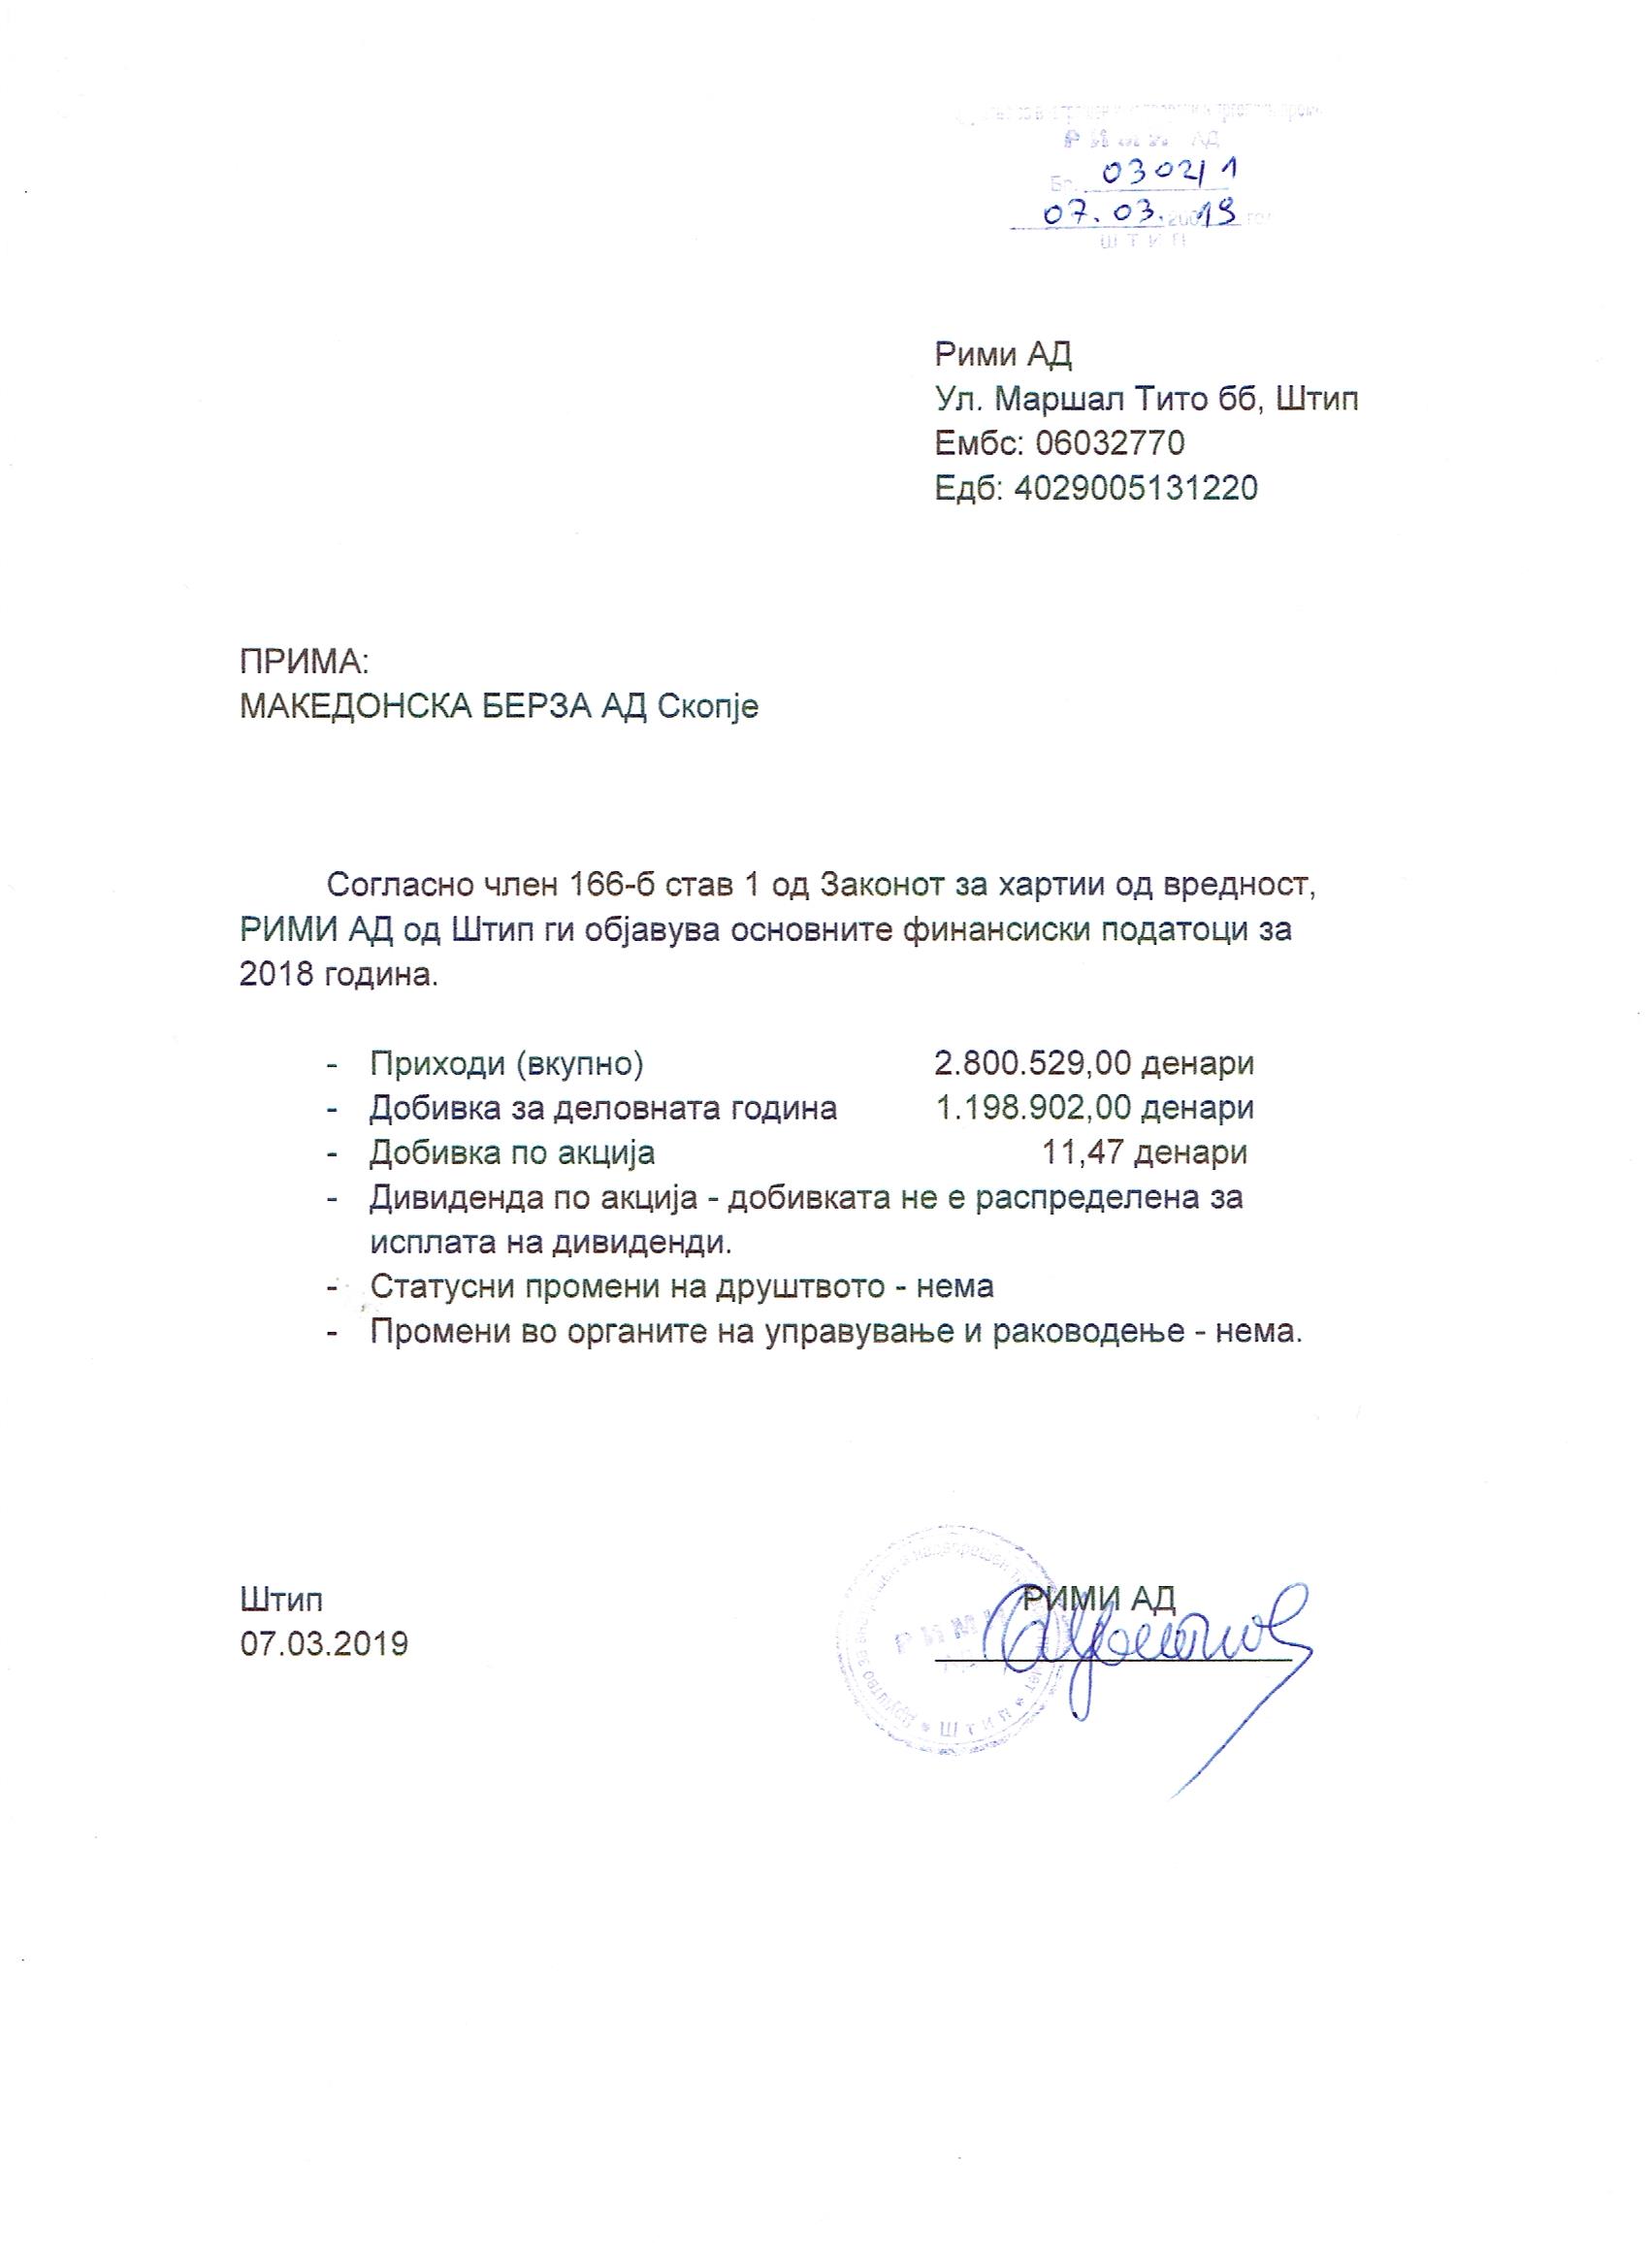 РИМИ АД
Бр. 0302/1
07.03. 200 19 го
ШТИП
Рими АД
Ул. Маршал Тито бб, Штип
Ембс: 06032770
Едб: 4029005131220
ПРИМА:
МАКЕДОНСКА БЕРЗА АД Скопје
Согласно член 166-б став 1 од Законот за хартии од вредност,
РИМИ АД од Штип ги објавува основните финансиски податоци за
2018 година.
- Приходи (вкупно) 2.800.529,00 денари
- Добивка за деловната година 1.198.902,00 денари
- Добивка по акција 11,47 денари
- Дивиденда по акција - добивката не е распределена за
исплата на дивиденди.
- Статусни промени на друштвото - нема
- Промени во органите на управување и раководење - нема.
Штип
07.03.2019
РИМИ АД
РИМИ
Штип